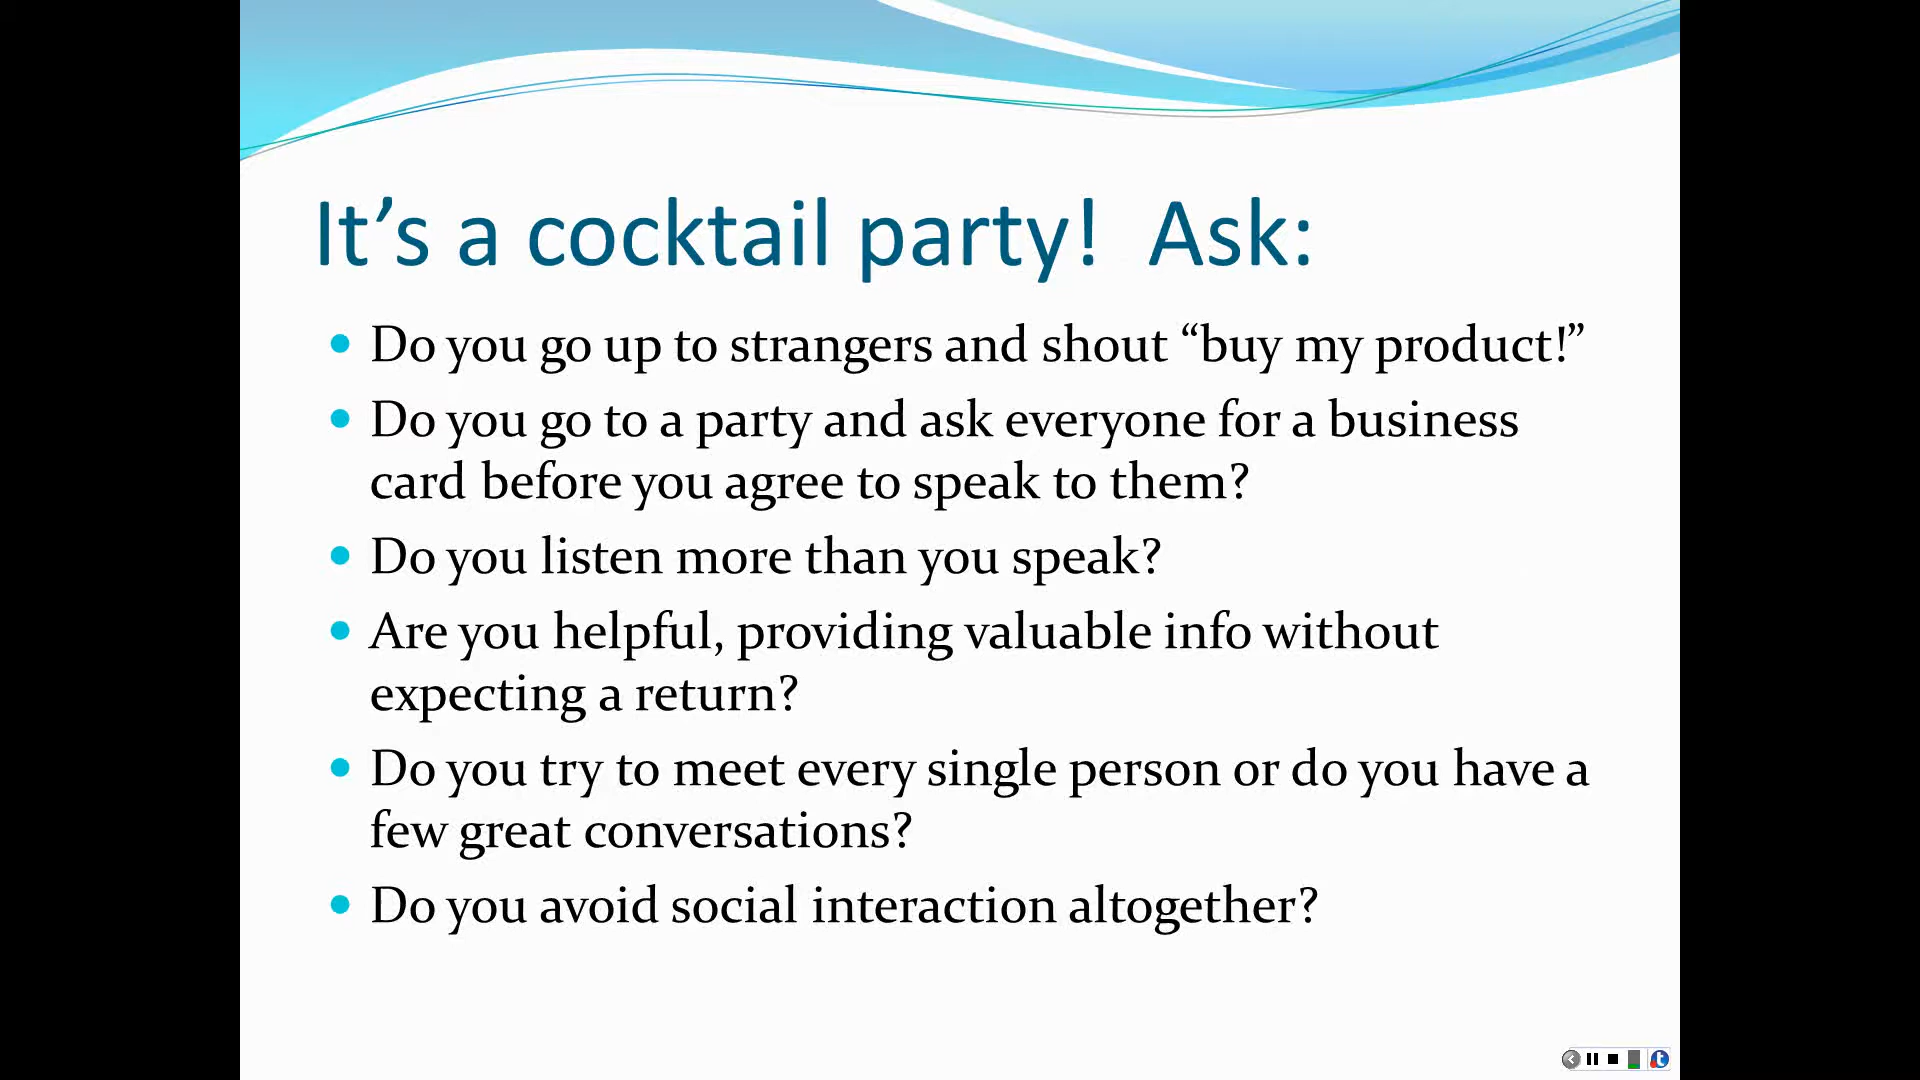 It’s a cocktail party!  Ask:
Do you go up to strangers and shout “buy my product!”
Do you go to a party and ask everyone for a business
card before you agree to speak to them?
Do you listen more than you speak?
Are you helpful, providing valuable info without
expecting a return?
Do you try to meet every single person or do you have a
few great conversations?
Do you avoid social interaction altogether?